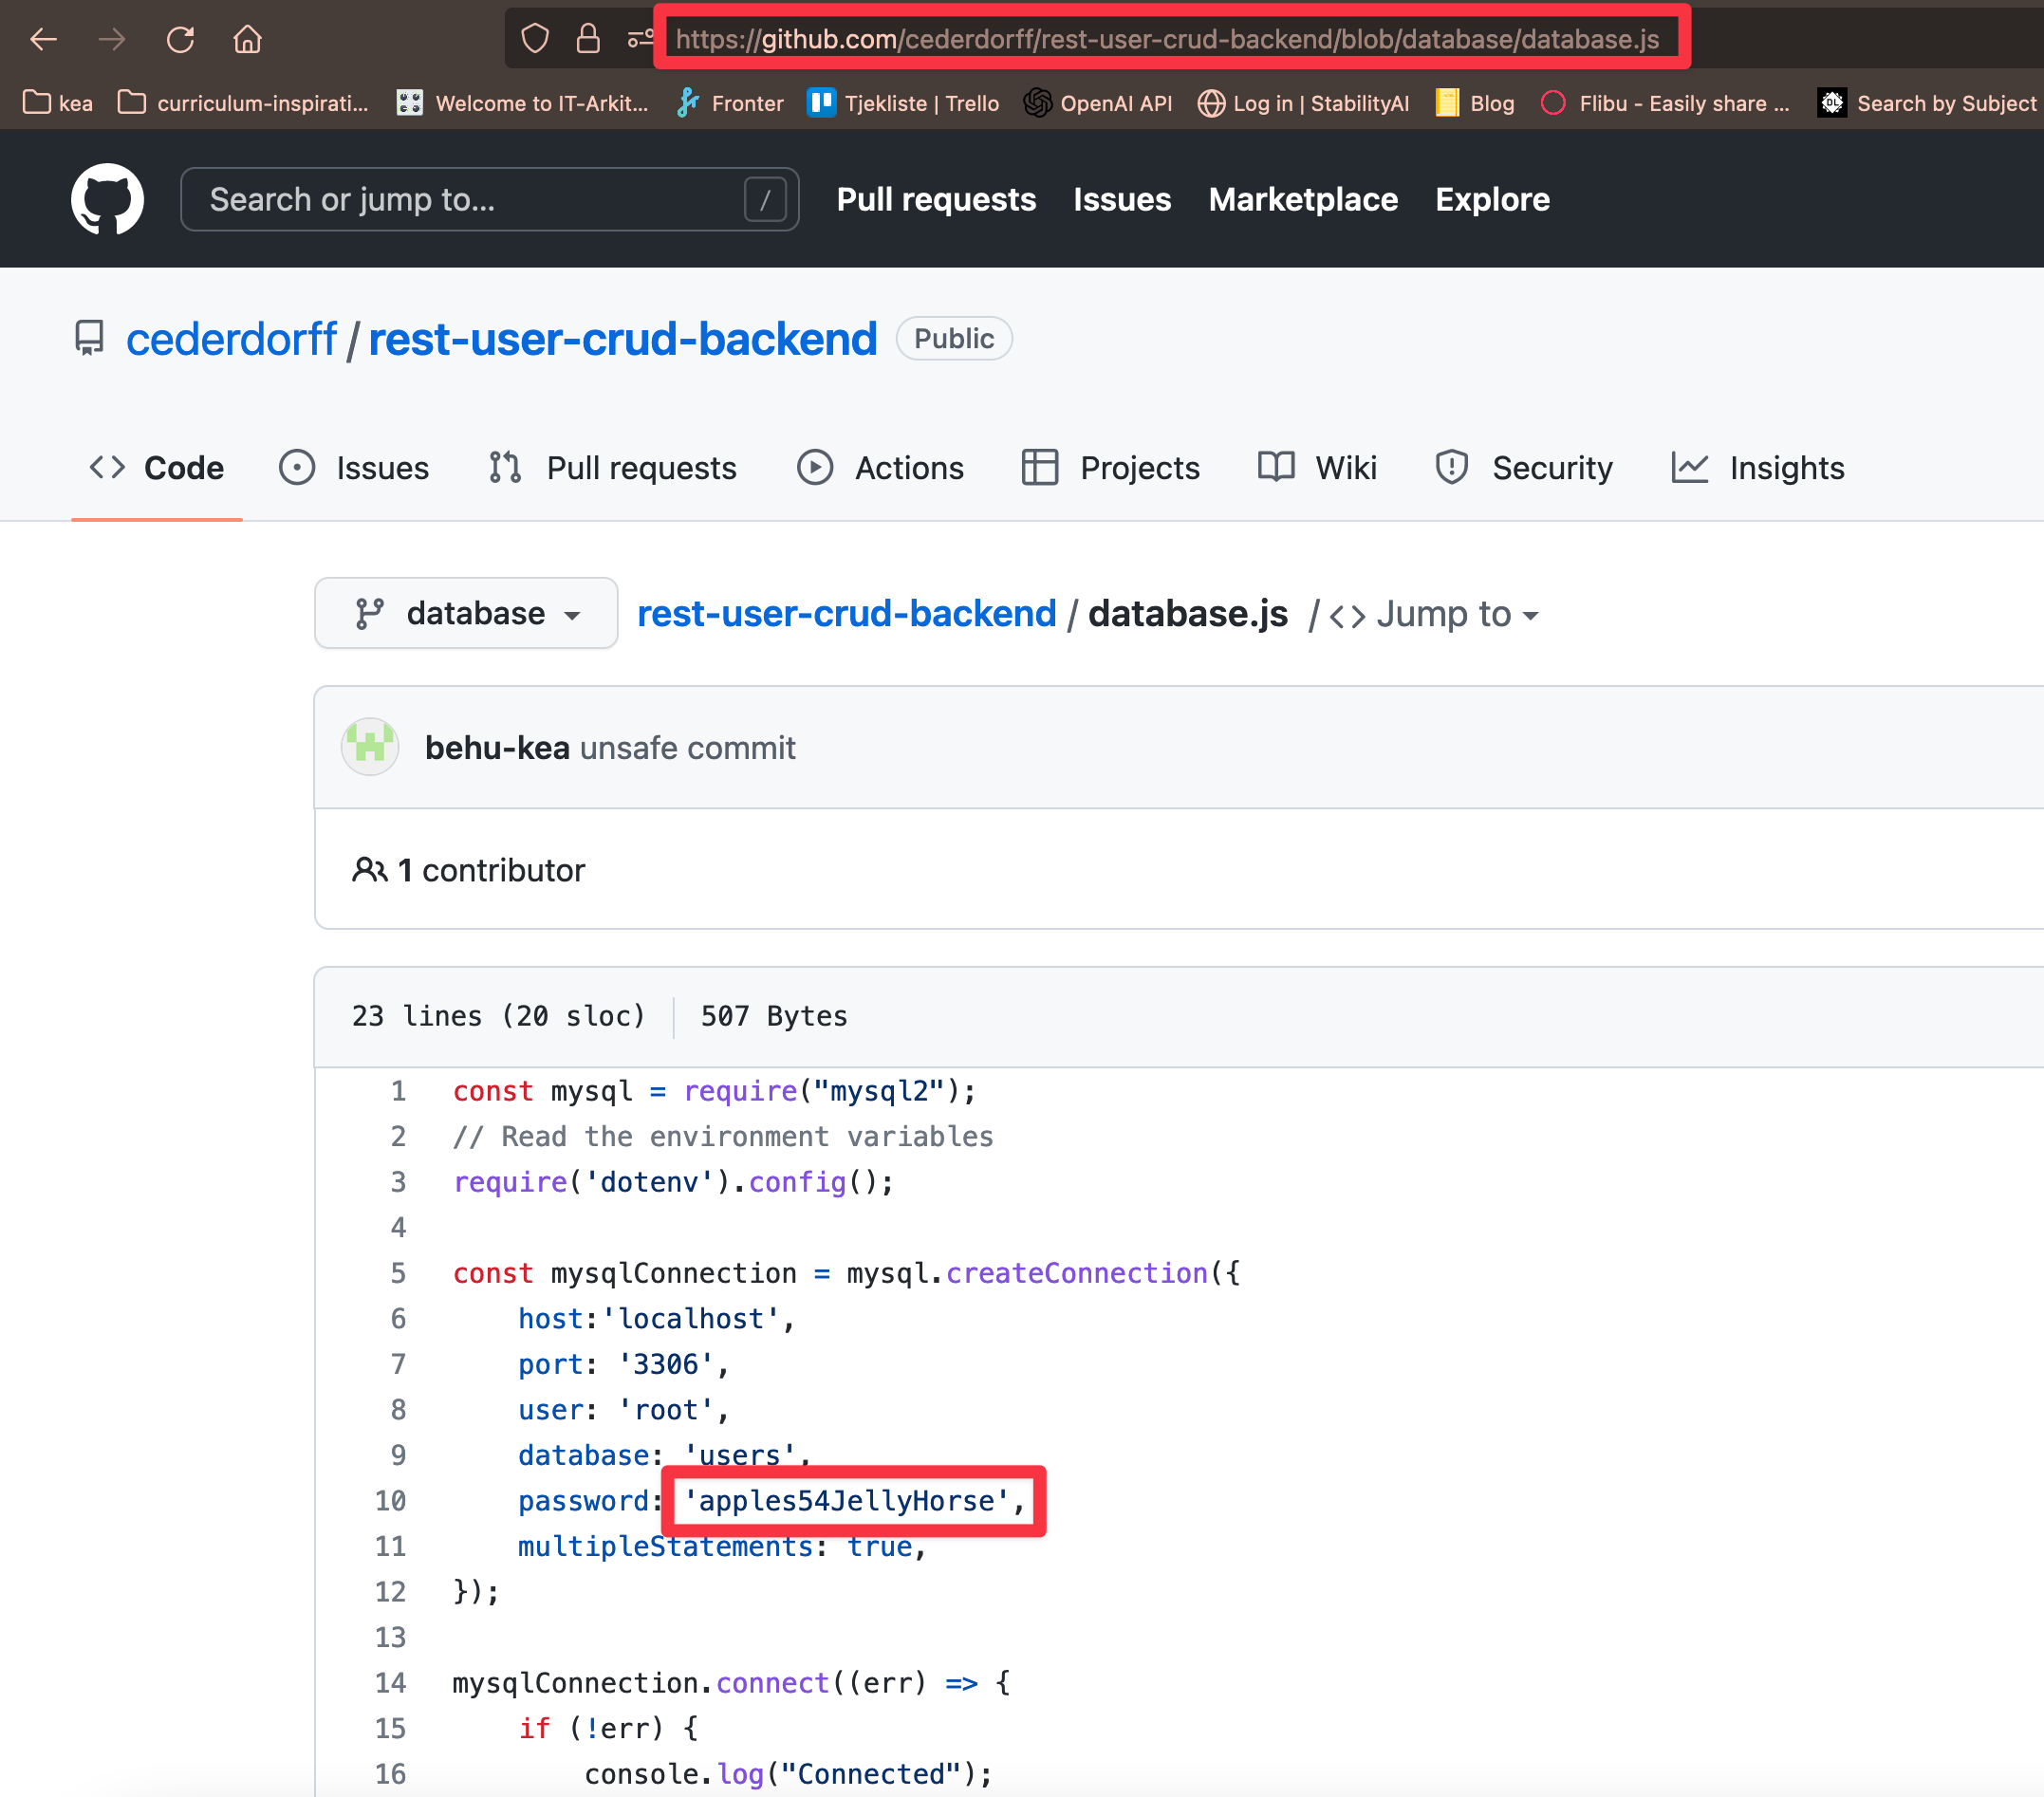 https://github.com/cederdorff/rest-user-crud-backend/blob/database/database.js
kea curriculum-inspirati... Welcome to IT-Arkit... Fronter Tjekliste | Trello OpenAI API Log in | StabilityAI Blog Flibu - Easily share ... OL Search by Subject
Search or jump to... / Pull requests Issues Marketplace Explore
cederdorff / rest-user-crud-backend Public
Code Issues Pull requests Actions Projects Wiki Security Insights
database rest-user-crud-backend / database.js / <> Jump to
behu-kea unsafe commit
1 contributor
23 lines (20 sloc) 507 Bytes
1 const mysql = require("mysql2");
2 // Read the environment variables
3 require('dotenv').config();
4
5 const mysqlConnection = mysql.createConnection({
6 host:'localhost',
7 port: '3306',
8 user: 'root',
9 database: 'users',
10 password: 'apples54JellyHorse',
11 multipleStatements: true,
12 });
13
14 mysqlConnection.connect((err) => {
15 if (!err) {
16 console.log("Connected");